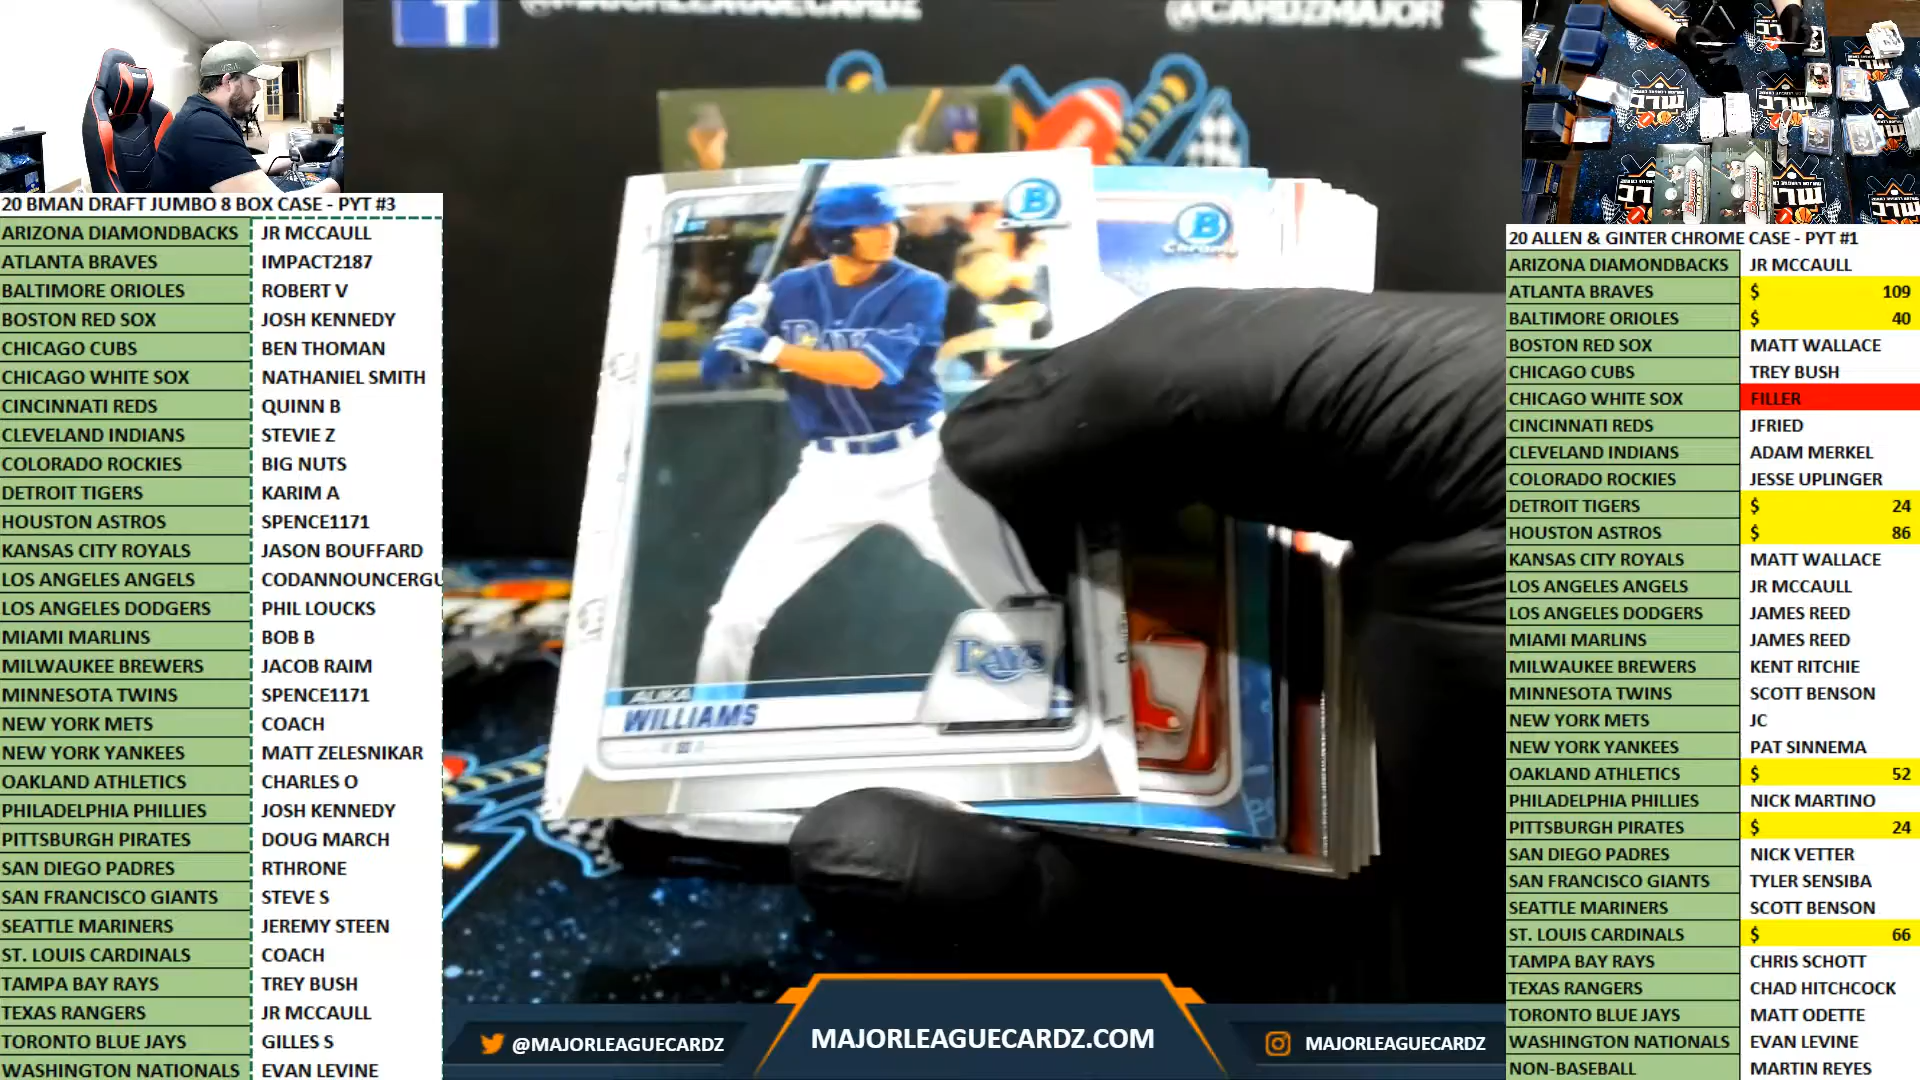 @MAJORLEAGUECARDZ
@CARDZMAJOR
20 BMAN DRAFT JUMBO 8 BOX CASE - PYT #3
ARIZONA DIAMONDBACKS JR MCCAULL
ATLANTA BRAVES IMPACT2187
BALTIMORE ORIOLES ROBERT V
BOSTON RED SOX JOSH KENNEDY
CHICAGO CUBS BEN THOMAN
CHICAGO WHITE SOX NATHANIEL SMITH
CINCINNATI REDS QUINN B
CLEVELAND INDIANS STEVIE Z
COLORADO ROCKIES BIG NUTS
DETROIT TIGERS KARIM A
HOUSTON ASTROS SPENCE1171
KANSAS CITY ROYALS JASON BOUFFARD
LOS ANGELES ANGELS CODANNOUNCERGU
LOS ANGELES DODGERS PHIL LOUCKS
MIAMI MARLINS BOB B
MILWAUKEE BREWERS JACOB RAIM
MINNESOTA TWINS SPENCE1171
NEW YORK METS COACH
NEW YORK YANKEES MATT ZELESNIKAR
OAKLAND ATHLETICS CHARLES O
PHILADELPHIA PHILLIES JOSH KENNEDY
PITTSBURGH PIRATES DOUG MARCH
SAN DIEGO PADRES RTHRONE
SAN FRANCISCO GIANTS STEVE S
SEATTLE MARINERS JEREMY STEEN
ST. LOUIS CARDINALS COACH
TAMPA BAY RAYS TREY BUSH
TEXAS RANGERS JR MCCAULL
TORONTO BLUE JAYS GILLES S
WASHINGTON NATIONALS EVAN LEVINE
B
Chrome
B
Chrome
RAYS
RAYS
WILLIAMS
@MAJORLEAGUECARDZ
MAJORLEAGUECARDZ.COM
MAJORLEAGUECARDZ
20 ALLEN & GINTER CHROME CASE - PYT #1
ARIZONA DIAMONDBACKS JR MCCAULL
ATLANTA BRAVES $ 109
BALTIMORE ORIOLES $ 40
BOSTON RED SOX MATT WALLACE
CHICAGO CUBS TREY BUSH
CHICAGO WHITE SOX FILLER
CINCINNATI REDS JFRIED
CLEVELAND INDIANS ADAM MERKEL
COLORADO ROCKIES JESSE UPLINGER
DETROIT TIGERS $ 24
HOUSTON ASTROS $ 86
KANSAS CITY ROYALS MATT WALLACE
LOS ANGELES ANGELS JR MCCAULL
LOS ANGELES DODGERS JAMES REED
MIAMI MARLINS JAMES REED
MILWAUKEE BREWERS KENT RITCHIE
MINNESOTA TWINS SCOTT BENSON
NEW YORK METS JC
NEW YORK YANKEES PAT SINNEMA
OAKLAND ATHLETICS $ 52
PHILADELPHIA PHILLIES NICK MARTINO
PITTSBURGH PIRATES $ 24
SAN DIEGO PADRES NICK VETTER
SAN FRANCISCO GIANTS TYLER SENSIBA
SEATTLE MARINERS SCOTT BENSON
ST. LOUIS CARDINALS $ 66
TAMPA BAY RAYS CHRIS SCHOTT
TEXAS RANGERS CHAD HITCHCOCK
TORONTO BLUE JAYS MATT ODETTE
WASHINGTON NATIONALS EVAN LEVINE
NON-BASEBALL MARTIN REYES